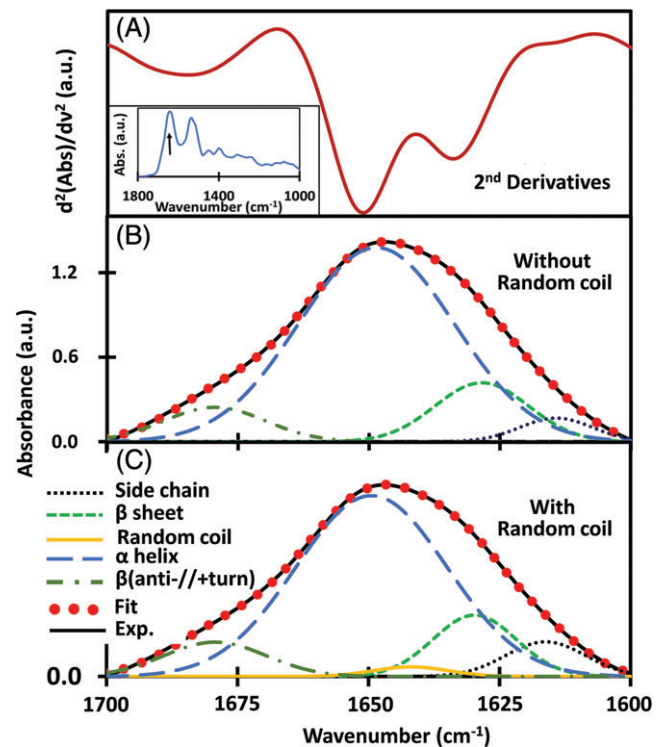 (A)
d²(Abs)/dv² (a.u.)
Abs. (a.u.)
1800 1400 1000
Wavenumber (cm⁻¹)
2nd Derivatives
(B)
Without
Random coil
1.2
0.6
0.0
Absorbance (a.u.)
(C)
With
Random coil
Side chain
β sheet
Random coil
α helix
β(anti-//+turn)
Fit
Exp.
0.0
1700 1675 1650 1625 1600
Wavenumber (cm⁻¹)